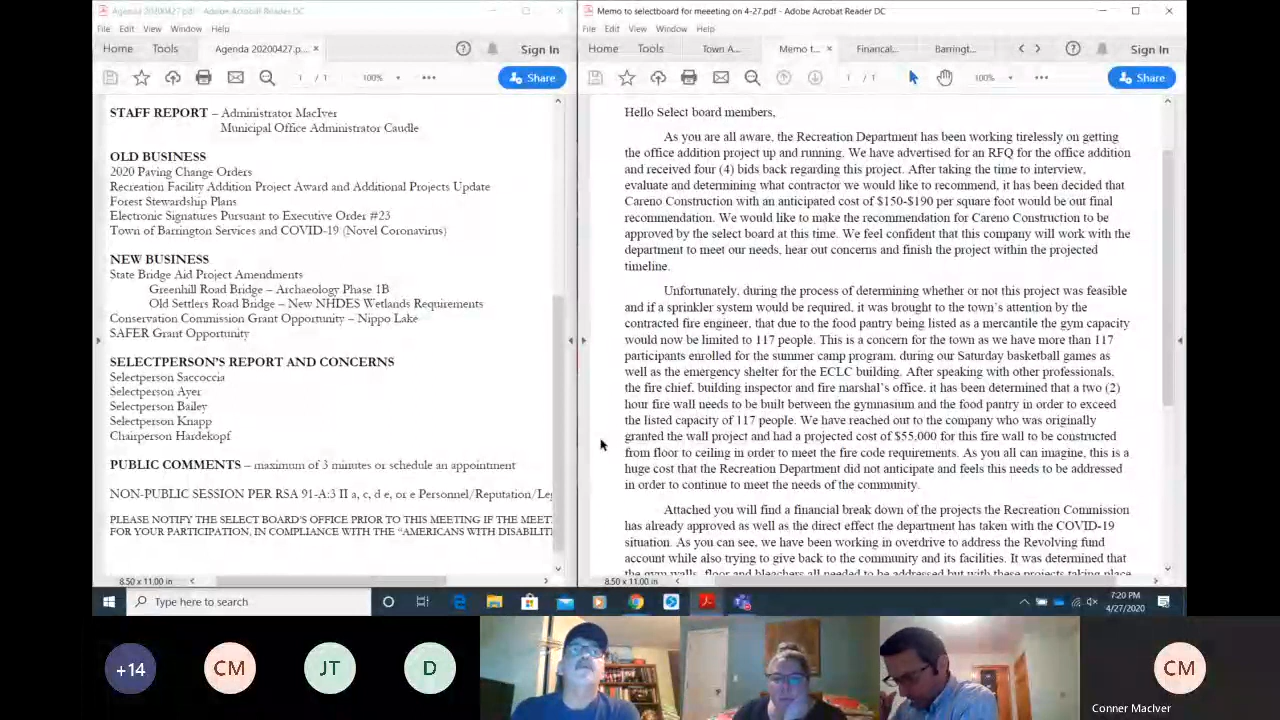 Agenda 20200427.pdf - Adobe Acrobat Reader DC
File Edit View Window Help
Home Tools Agenda 20200427.p... × Sign In
1 / 1 100% Share
STAFF REPORT – Administrator MacIver
Municipal Office Administrator Caudle
OLD BUSINESS
2020 Paving Change Orders
Recreation Facility Addition Project Award and Additional Projects Update
Forest Stewardship Plans
Electronic Signatures Pursuant to Executive Order #23
Town of Barrington Services and COVID-19 (Novel Coronavirus)
NEW BUSINESS
State Bridge Aid Project Amendments
Greenhill Road Bridge – Archaeology Phase 1B
Old Settlers Road Bridge – New NHDES Wetlands Requirements
Conservation Commission Grant Opportunity – Nippo Lake
SAFER Grant Opportunity
SELECTPERSON'S REPORT AND CONCERNS
Selectperson Saccoccia
Selectperson Ayer
Selectperson Bailey
Selectperson Knapp
Chairperson Hardekopf
PUBLIC COMMENTS – maximum of 3 minutes or schedule an appointment
NON-PUBLIC SESSION PER RSA 91-A:3 II a, c, d e, or e Personnel/Reputation/Le
PLEASE NOTIFY THE SELECT BOARD'S OFFICE PRIOR TO THIS MEETING IF THE MEET
FOR YOUR PARTICIPATION, IN COMPLIANCE WITH THE "AMERICANS WITH DISABILIT
8.50 x 11.00 in
Memo to selectboard for meeeting on 4-27.pdf - Adobe Acrobat Reader DC
File Edit View Window Help
Home Tools Town A... Memo t... × Financial... Barringt... Sign In
1 / 1 100% Share
Hello Select board members,
As you are all aware, the Recreation Department has been working tirelessly on getting
the office addition project up and running. We have advertised for an RFQ for the office addition
and received four (4) bids back regarding this project. After taking the time to interview,
evaluate and determining what contractor we would like to recommend, it has been decided that
Careno Construction with an anticipated cost of $150-$190 per square foot would be out final
recommendation. We would like to make the recommendation for Careno Construction to be
approved by the select board at this time. We feel confident that this company will work with the
department to meet our needs, hear out concerns and finish the project within the projected
timeline.
Unfortunately, during the process of determining whether or not this project was feasible
and if a sprinkler system would be required, it was brought to the town's attention by the
contracted fire engineer, that due to the food pantry being listed as a mercantile the gym capacity
would now be limited to 117 people. This is a concern for the town as we have more than 117
participants enrolled for the summer camp program, during our Saturday basketball games as
well as the emergency shelter for the ECLC building. After speaking with other professionals,
the fire chief, building inspector and fire marshal's office, it has been determined that a two (2)
hour fire wall needs to be built between the gymnasium and the food pantry in order to exceed
the listed capacity of 117 people. We have reached out to the company who was originally
granted the wall project and had a projected cost of $55,000 for this fire wall to be constructed
from floor to ceiling in order to meet the fire code requirements. As you all can imagine, this is a
huge cost that the Recreation Department did not anticipate and feels this needs to be addressed
in order to continue to meet the needs of the community.
Attached you will find a financial break down of the projects the Recreation Commission
has already approved as well as the direct effect the department has taken with the COVID-19
situation. As you can see, we have been working in overdrive to address the Revolving fund
account while also trying to give back to the community and its facilities. It was determined that
the gym walls, floor and bleachers all needed to be addressed but with these projects taking place
8.50 x 11.00 in
Type here to search
7:20 PM
4/27/2020
+14 CM JT D CM
Conner MacIver